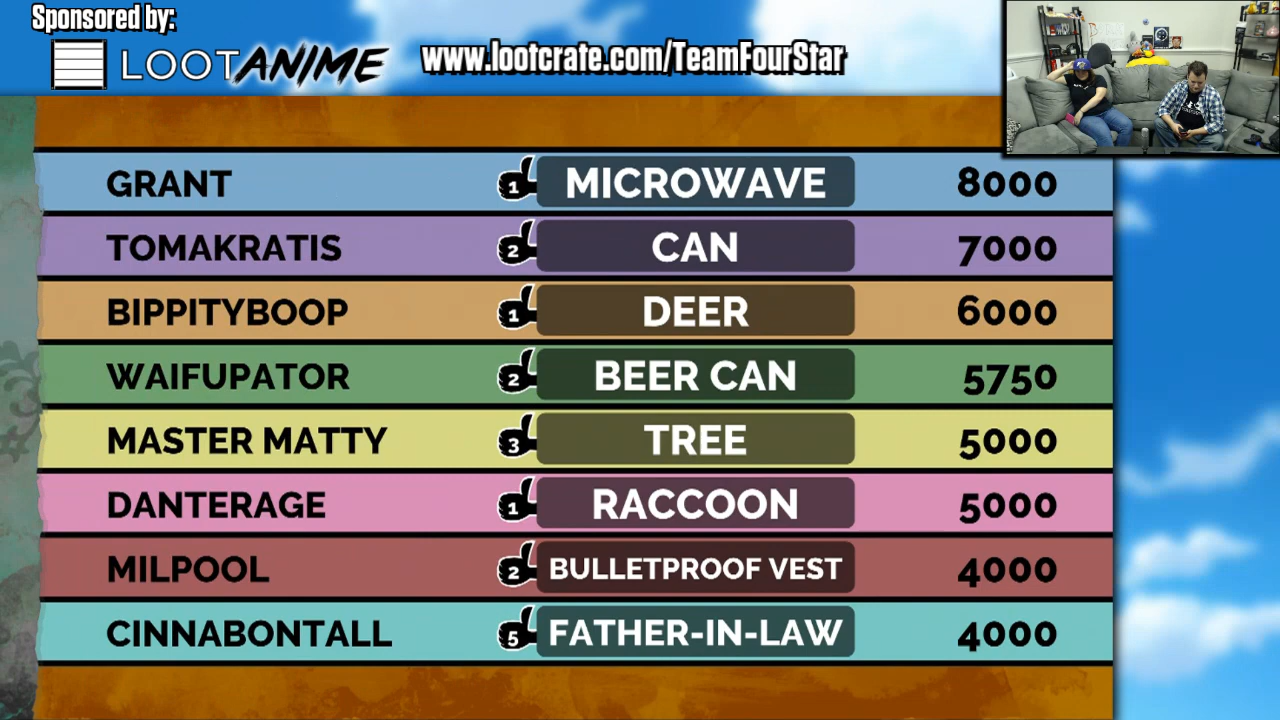 Sponsored by:
LOOTANIME
www.lootcrate.com/TeamFourStar
GRANT 1 MICROWAVE 8000
TOMAKRATIS 2 CAN 7000
BIPPITYBOOP 1 DEER 6000
WAIFUPATOR 2 BEER CAN 5750
MASTER MATTY 3 TREE 5000
DANTERAGE 1 RACCOON 5000
MILPOOL 2 BULLETPROOF VEST 4000
CINNABONTALL 5 FATHER-IN-LAW 4000